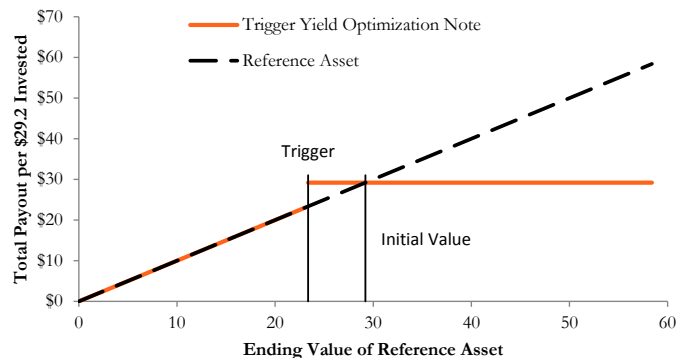 $70
$60
$50
$40
$30
$20
$10
$0
Total Payout per $29.2 Invested
Trigger Yield Optimization Note
Reference Asset
Trigger
Initial Value
0 10 20 30 40 50 60
Ending Value of Reference Asset